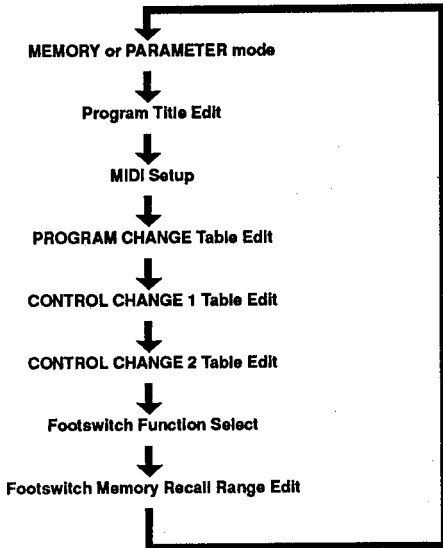 MEMORY or PARAMETER mode
Program Title Edit
MIDI Setup
PROGRAM CHANGE Table Edit
CONTROL CHANGE 1 Table Edit
CONTROL CHANGE 2 Table Edit
Footswitch Function Select
Footswitch Memory Recall Range Edit